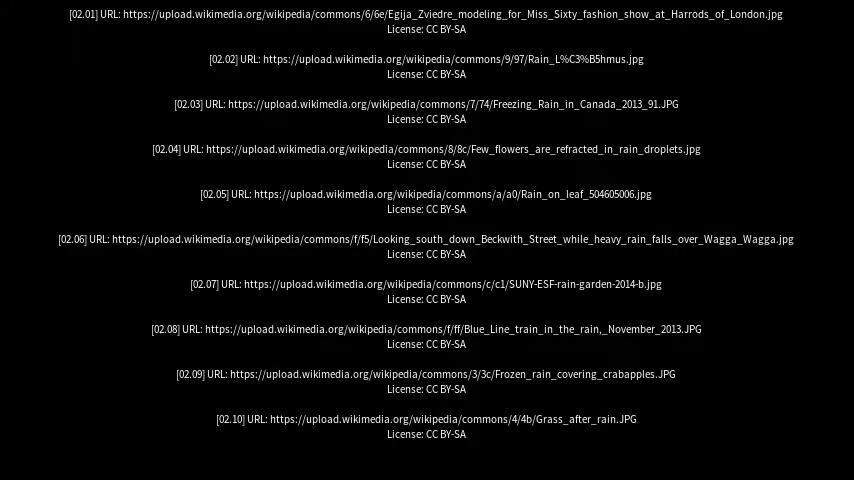 [02.01] URL: https://upload.wikimedia.org/wikipedia/commons/6/6e/Egija_Zviedre_modeling_for_Miss_Sixty_fashion_show_at_Harrods_of_London.jpg
License: CC BY-SA
[02.02] URL: https://upload.wikimedia.org/wikipedia/commons/9/97/Rain_L%C3%B5hmus.jpg
License: CC BY-SA
[02.03] URL: https://upload.wikimedia.org/wikipedia/commons/7/74/Freezing_Rain_in_Canada_2013_91.JPG
License: CC BY-SA
[02.04] URL: https://upload.wikimedia.org/wikipedia/commons/8/8c/Few_flowers_are_refracted_in_rain_droplets.jpg
License: CC BY-SA
[02.05] URL: https://upload.wikimedia.org/wikipedia/commons/a/a0/Rain_on_leaf_504605006.jpg
License: CC BY-SA
[02.06] URL: https://upload.wikimedia.org/wikipedia/commons/f/f5/Looking_south_down_Beckwith_Street_while_heavy_rain_falls_over_Wagga_Wagga.jpg
License: CC BY-SA
[02.07] URL: https://upload.wikimedia.org/wikipedia/commons/c/c1/SUNY-ESF-rain-garden-2014-b.jpg
License: CC BY-SA
[02.08] URL: https://upload.wikimedia.org/wikipedia/commons/f/ff/Blue_Line_train_in_the_rain,_November_2013.JPG
License: CC BY-SA
[02.09] URL: https://upload.wikimedia.org/wikipedia/commons/3/3c/Frozen_rain_covering_crabapples.JPG
License: CC BY-SA
[02.10] URL: https://upload.wikimedia.org/wikipedia/commons/4/4b/Grass_after_rain.JPG
License: CC BY-SA